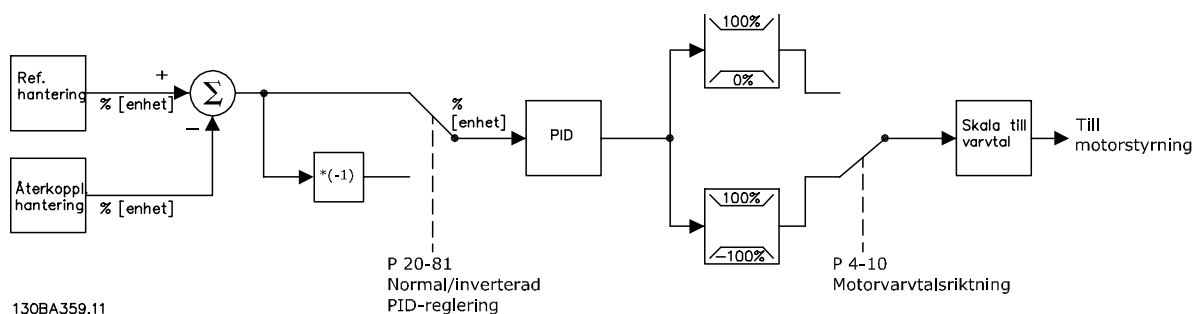 Ref.
hantering
+
% [enhet]
Σ
−
Återkoppl.
hantering
% [enhet]
*(-1)
%
[enhet]
P 20-81
Normal/inverterad
PID-reglering
PID
100%
0%
100%
−100%
P 4-10
Motorvarvtalsriktning
Skala till
varvtal
Till
motorstyrning
130BA359.11